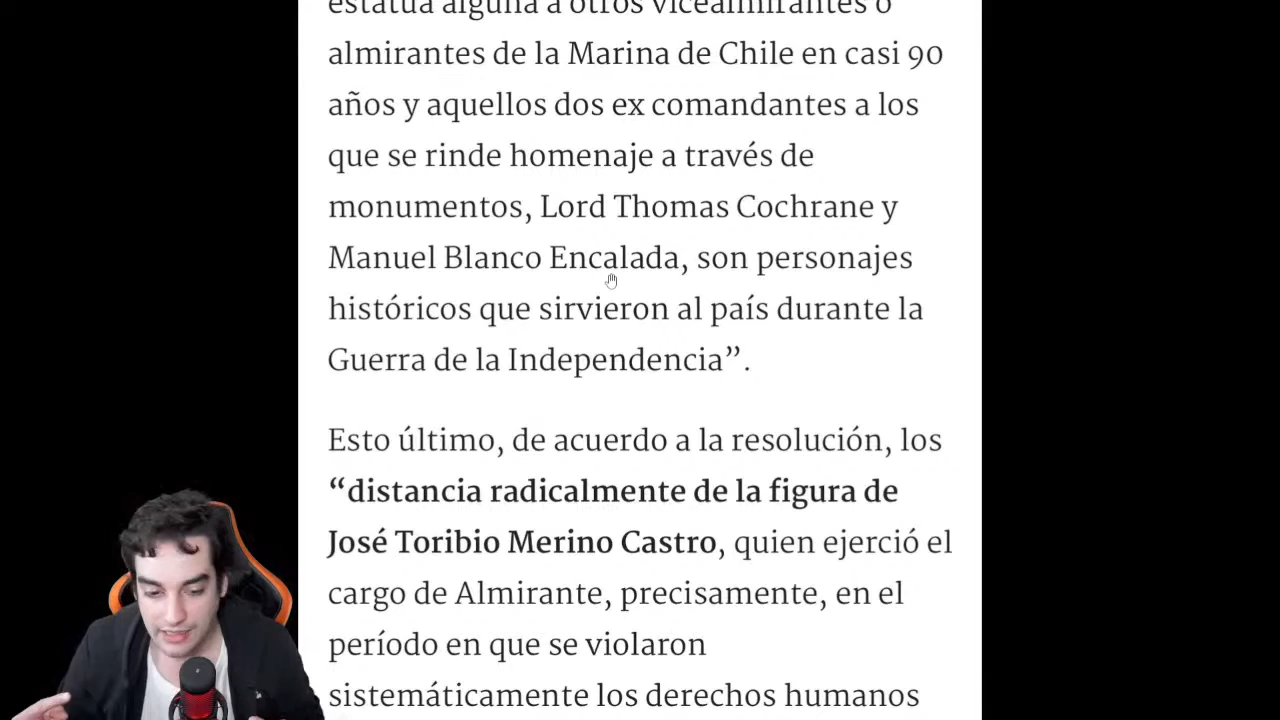 estatua alguna a otros vicealmirantes o
almirantes de la Marina de Chile en casi 90
años y aquellos dos ex comandantes a los
que se rinde homenaje a través de
monumentos, Lord Thomas Cochrane y
Manuel Blanco Encalada, son personajes
históricos que sirvieron al país durante la
Guerra de la Independencia”.
Esto último, de acuerdo a la resolución, los
“distancia radicalmente de la figura de
José Toribio Merino Castro, quien ejerció el
cargo de Almirante, precisamente, en el
período en que se violaron
sistemáticamente los derechos humanos